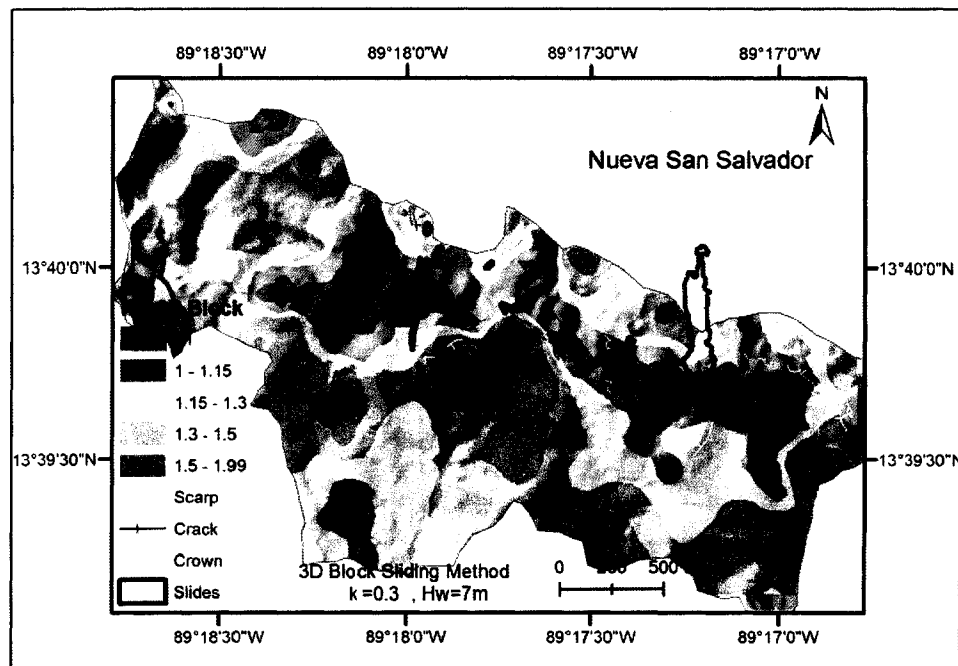 89°18'30"W 89°18'0"W 89°17'30"W 89°17'0"W
N
Nueva San Salvador
13°40'0"N 13°40'0"N
Block
1 - 1.15
1.15 - 1.3
1.3 - 1.5
13°39'30"N 13°39'30"N
1.5 - 1.99
Scarp
Crack
Crown
Slides
3D Block Sliding Method
k=0.3 , Hw=7m
0 500
89°18'30"W 89°18'0"W 89°17'30"W 89°17'0"W